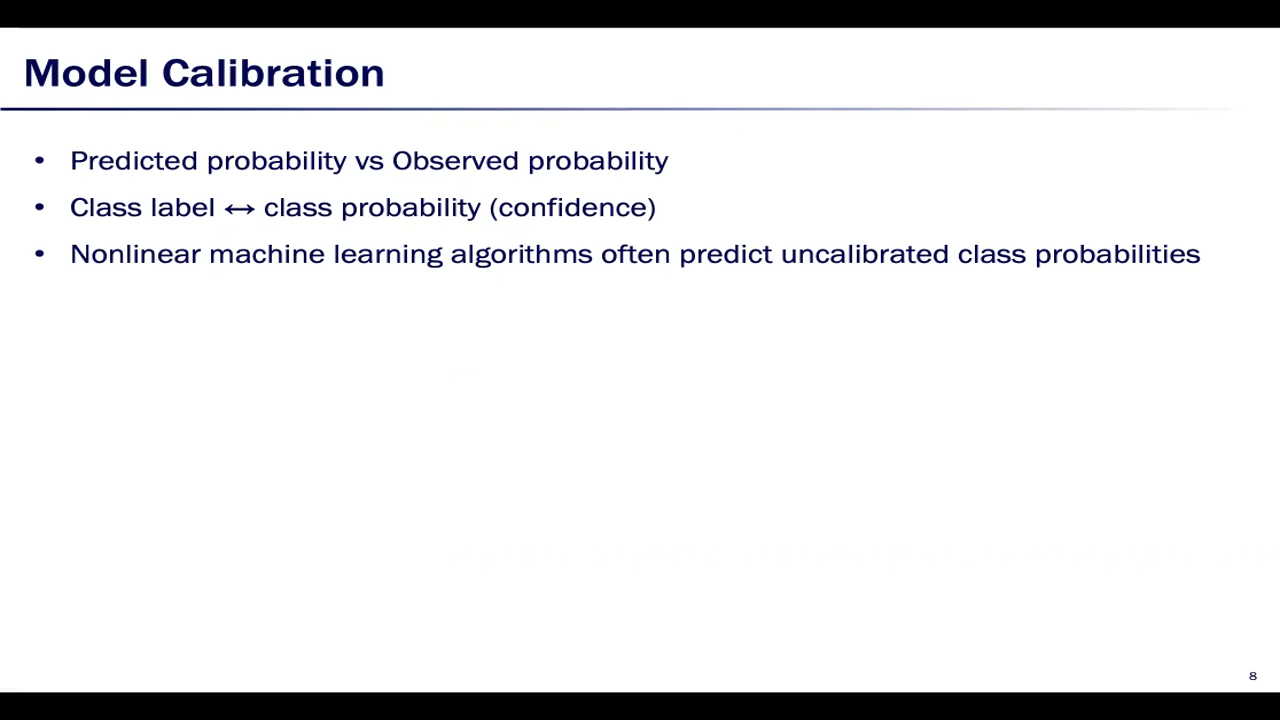 Model Calibration
• Predicted probability vs Observed probability
• Class label ↔ class probability (confidence)
• Nonlinear machine learning algorithms often predict uncalibrated class probabilities
8